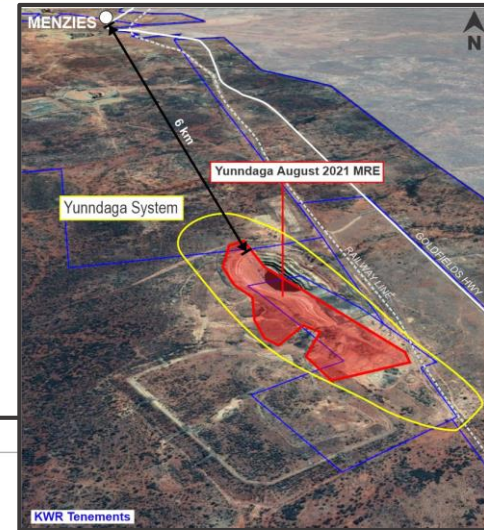 MENZIES
N
6 km
Yunndaga August 2021 MRE
Yunndaga System
RAILWAY LINE
GOLDFIELDS HWY
KWR Tenements